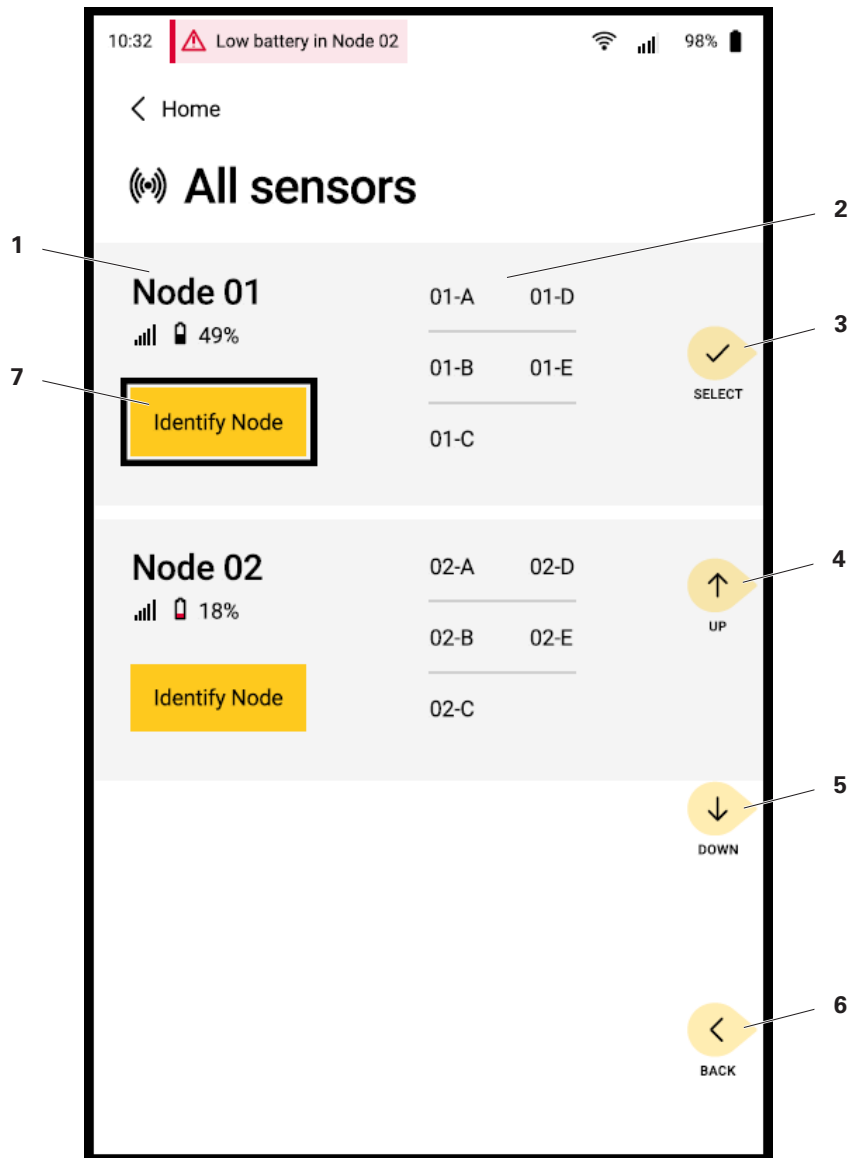 10:32 Low battery in Node 02 98%
Home
All sensors
1
2
Node 01
49%
01-A 01-D
01-B 01-E
01-C
3
SELECT
7
Identify Node
Node 02
18%
02-A 02-D
02-B 02-E
02-C
4
UP
Identify Node
5
DOWN
6
BACK